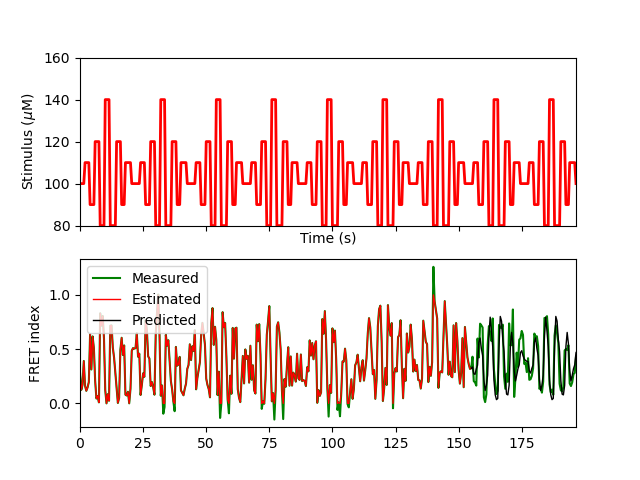 160
140
120
100
80
Stimulus (μM)
Time (s)
Measured
Estimated
Predicted
1.0
0.5
0.0
FRET index
0 25 50 75 100 125 150 175